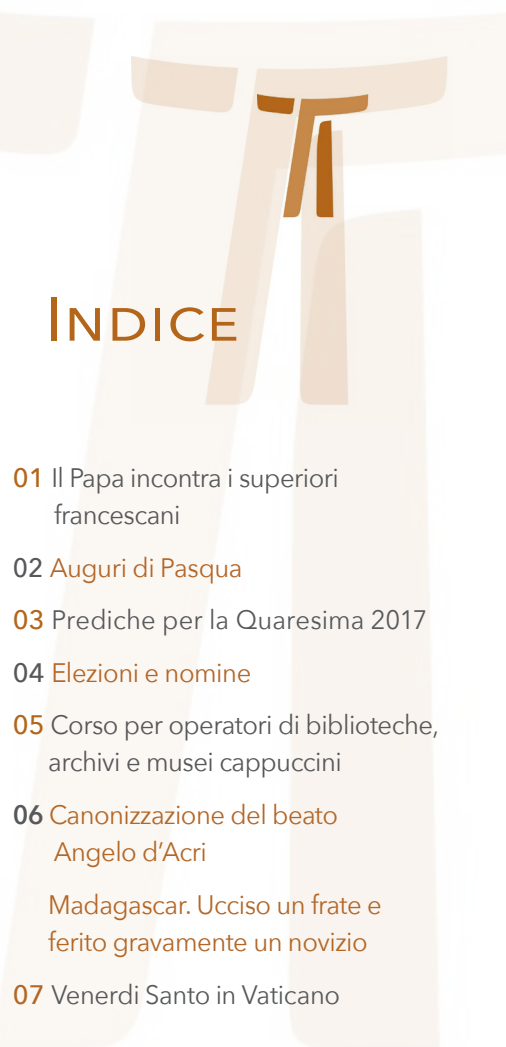 INDICE
01 Il Papa incontra i superiori
francescani
02 Auguri di Pasqua
03 Prediche per la Quaresima 2017
04 Elezioni e nomine
05 Corso per operatori di biblioteche,
archivi e musei cappuccini
06 Canonizzazione del beato
Angelo d’Acri
Madagascar. Ucciso un frate e
ferito gravamente un novizio
07 Venerdi Santo in Vaticano